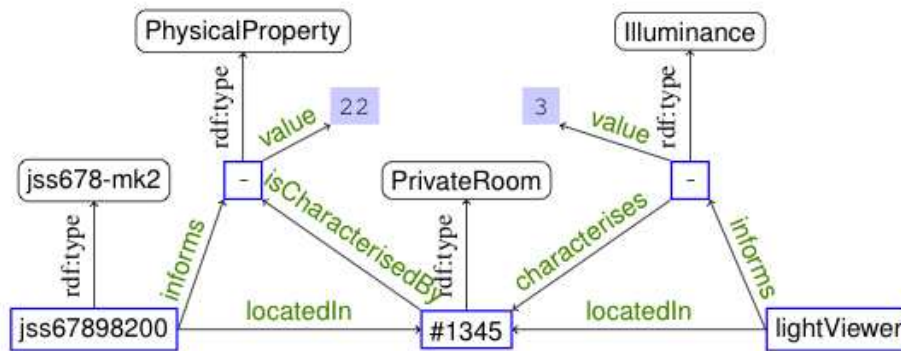 PhysicalProperty
Illuminance
rdf:type
value
22
3
value
rdf:type
jss678-mk2
-
isCharacterisedBy
PrivateRoom
-
rdf:type
informs
rdf:type
characterises
informs
jss67898200
locatedIn
#1345
locatedIn
lightViewer